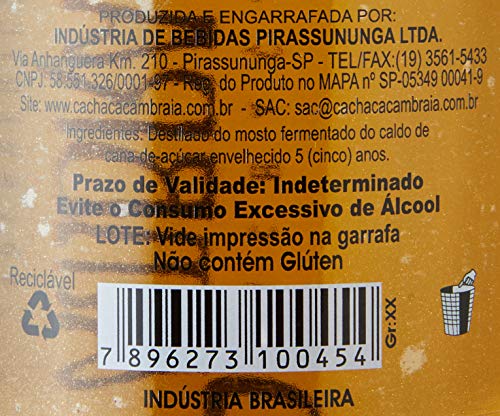 PRODUZIDA E ENGARRAFADA POR:
INDÚSTRIA DE BEBIDAS PIRASSUNUNGA LTDA.
Via Anhanguera Km. 210 - Pirassununga-SP - TEL/FAX:(19) 3561-5433
CNPJ: 58.551.326/0001-97 - Reg. do Produto no MAPA nº SP-05349 00041-9
Site: www.cachacacambraia.com.br - SAC: sac@cachacacambraia.com.br
Ingredientes: Destilado do mosto fermentado do caldo de
cana-de-açúcar envelhecido 5 (cinco) anos.
Prazo de Validade: Indeterminado
Evite o Consumo Excessivo de Álcool
LOTE: Vide impressão na garrafa
Não contém Glúten
Reciclável
Gr:XX
7 896273 100454
INDÚSTRIA BRASILEIRA